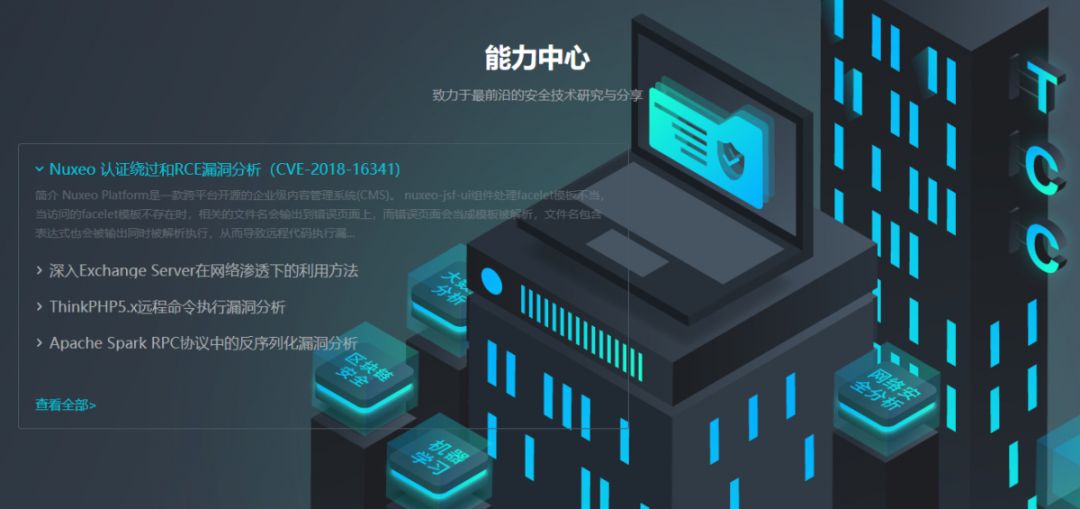 能力中心
致力于最前沿的安全技术研究与分享
Nuxeo 认证绕过和RCE漏洞分析（CVE-2018-16341）
简介 Nuxeo Platform是一款跨平台开源的企业级内容管理系统(CMS)。 nuxeo-jsf-ui组件处理facelet模板不当，
当访问的facelet模板不存在时，相关的文件名会输出到错误页面上，而错误页面会当成模板被解析，文件名包含
表达式也会被输出同时被解析执行，从而导致远程代码执行漏...
深入Exchange Server在网络渗透下的利用方法
ThinkPHP5.x远程命令执行漏洞分析
Apache Spark RPC协议中的反序列化漏洞分析
查看全部>
大数据
分析
区块链
安全
机器
学习
网络安
全分析
T
C
C